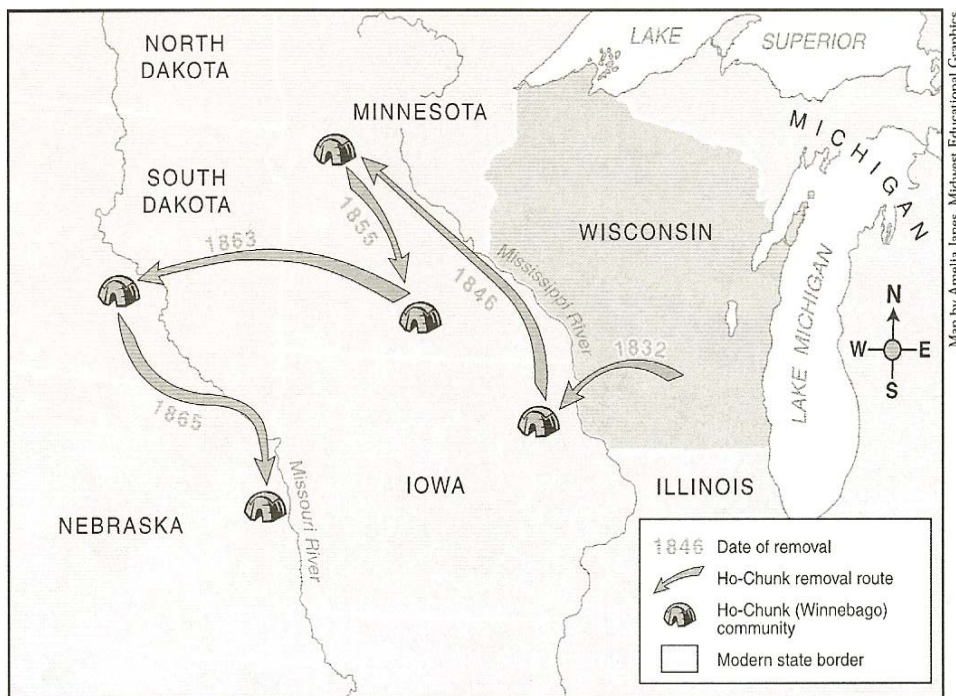 NORTH
DAKOTA
LAKE
SUPERIOR
MINNESOTA
MICHIGAN
SOUTH
DAKOTA
1855
WISCONSIN
1863
Mississippi River
1846
1832
LAKE MICHIGAN
N
W E
S
1865
IOWA
ILLINOIS
Missouri River
NEBRASKA
1846 Date of removal
Ho-Chunk removal route
Ho-Chunk (Winnebago)
community
Modern state border
Map by Amelia Janes, Midwest Educational Graphics